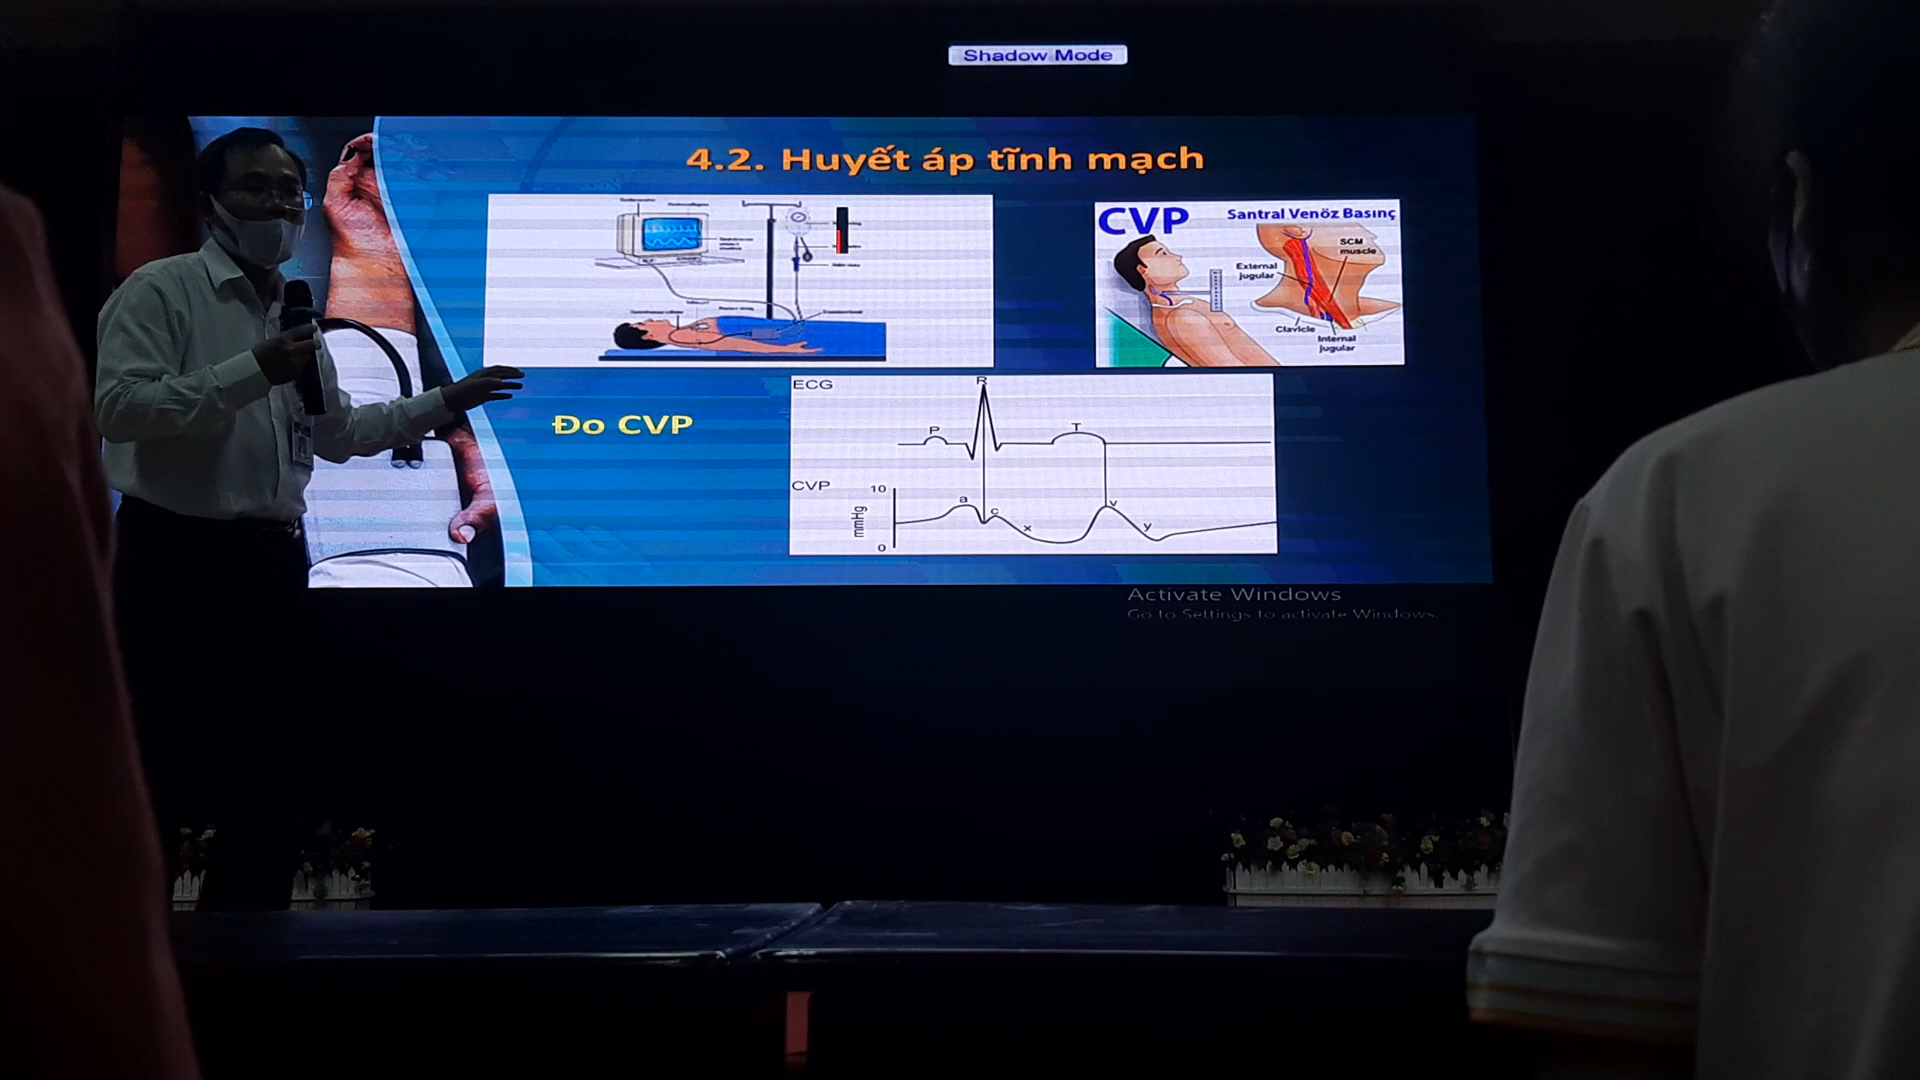 Shadow Mode
4.2. Huyết áp tĩnh mạch
CVP
Santral Venöz Basınç
SCM
muscle
External
jugular
Clavicle
Internal
jugular
Đo CVP
ECG
R
P
T
CVP
10
a
v
c
mmHg
x
y
0
Activate Windows
Go to Settings to activate Windows.